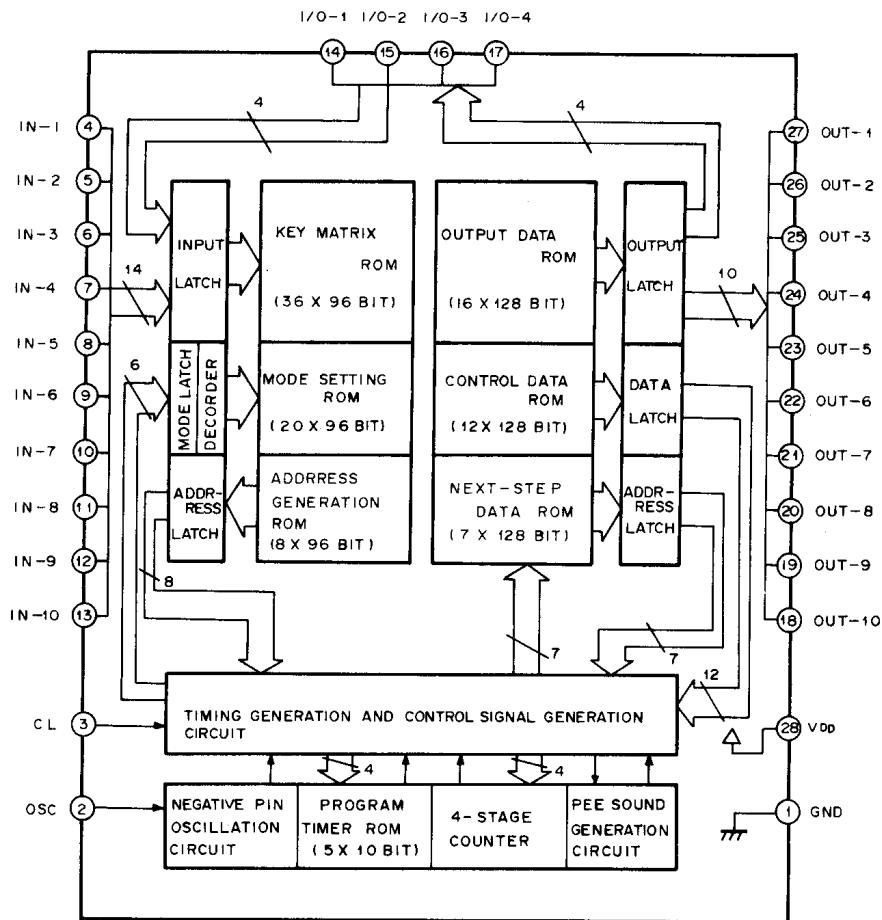 I/O-1 I/O-2 I/O-3 I/O-4
14 15 16 17
4
4
IN-1 4
IN-2 5
IN-3 6
IN-4 7
IN-5 8
IN-6 9
IN-7 10
IN-8 11
IN-9 12
IN-10 13
CL 3
OSC 2
14
6
INPUT
LATCH
MODE LATCH
DECORDER
ADDR-
RESS
LATCH
8
KEY MATRIX
ROM
(36 X 96 BIT)
MODE SETTING
ROM
(20 X 96 BIT)
ADDRRESS
GENERATION
ROM
(8 X 96 BIT)
OUTPUT DATA
ROM
(16 X 128 BIT)
CONTROL DATA
ROM
(12 X 128 BIT)
NEXT-STEP
DATA ROM
(7 X 128 BIT)
OUTPUT
LATCH
DATA
LATCH
ADDR-
RESS
LATCH
10
7
7
12
27 OUT-1
26 OUT-2
25 OUT-3
24 OUT-4
23 OUT-5
22 OUT-6
21 OUT-7
20 OUT-8
19 OUT-9
18 OUT-10
28 VDD
1 GND
TIMING GENERATION AND CONTROL SIGNAL GENERATION
CIRCUIT
4
4
NEGATIVE PIN
OSCILLATION
CIRCUIT
PROGRAM
TIMER ROM
(5 X 10 BIT)
4-STAGE
COUNTER
PEE SOUND
GENERATION
CIRCUIT